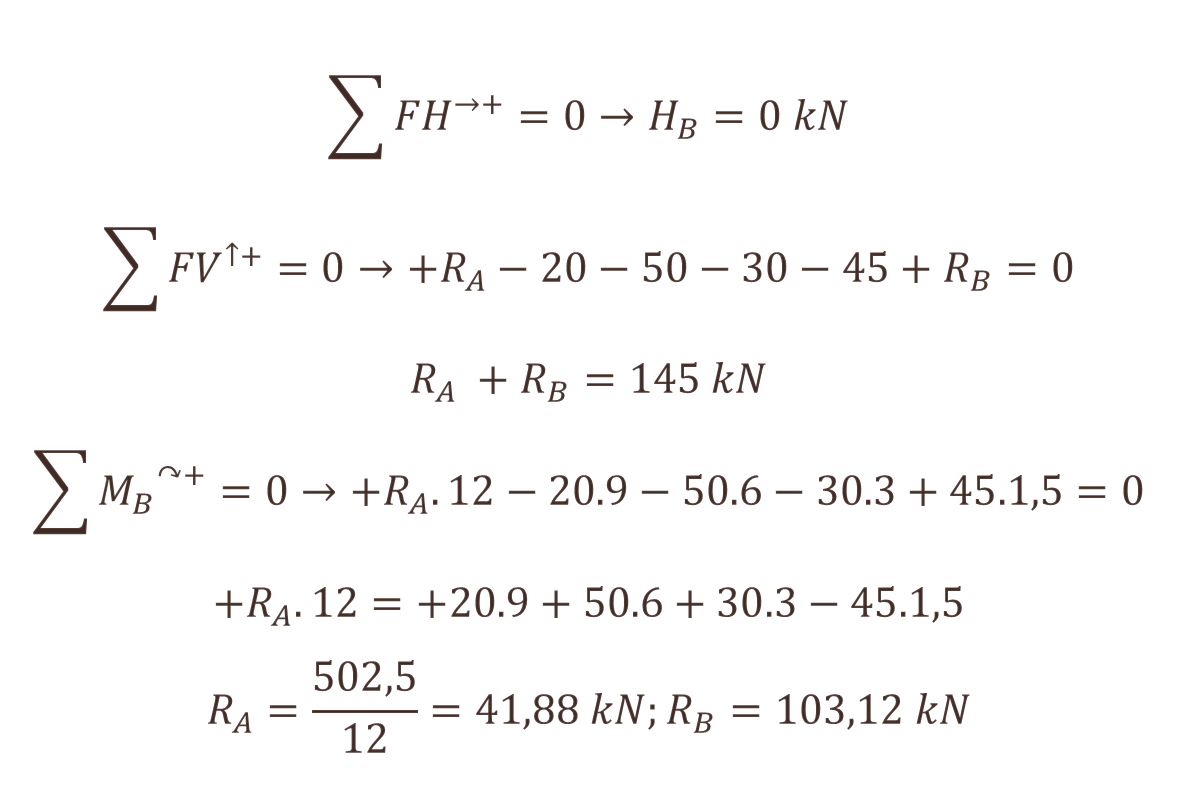 ∑ FH→+ = 0 → H_B = 0 kN
∑ FV↑+ = 0 → +R_A − 20 − 50 − 30 − 45 + R_B = 0
R_A + R_B = 145 kN
∑ M_B↷+ = 0 → +R_A. 12 − 20.9 − 50.6 − 30.3 + 45.1,5 = 0
+R_A. 12 = +20.9 + 50.6 + 30.3 − 45.1,5
R_A = 502,5/12 = 41,88 kN; R_B = 103,12 kN